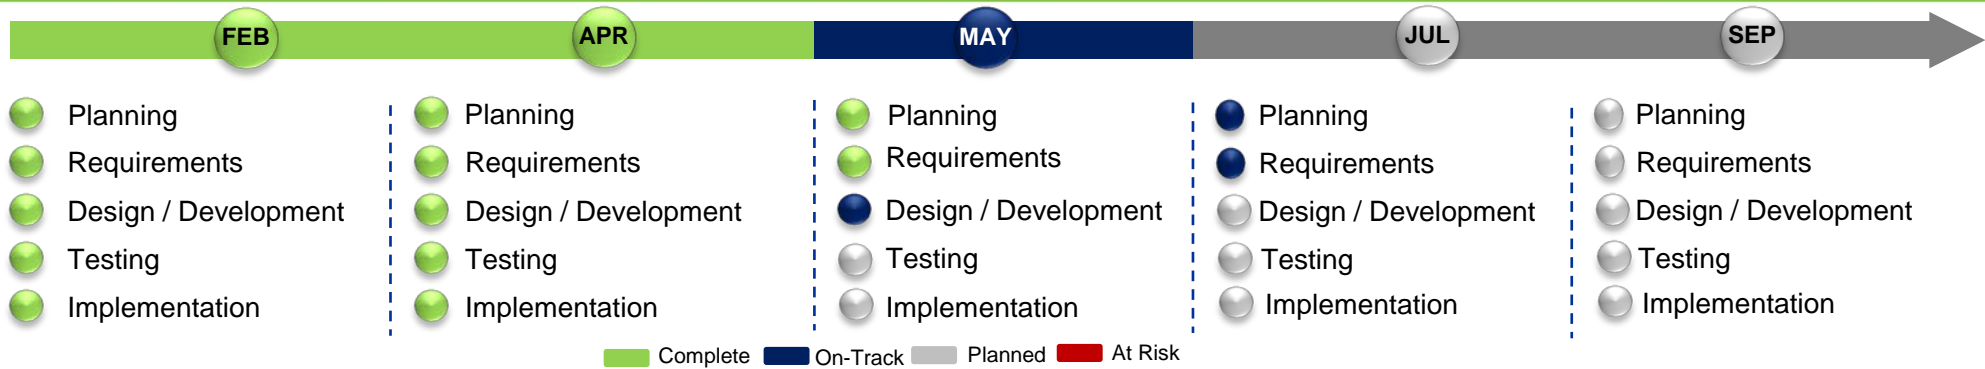 FEB
APR
MAY
JUL
SEP
Planning
Requirements
Design / Development
Testing
Implementation
Planning
Requirements
Design / Development
Testing
Implementation
Planning
Requirements
Design / Development
Testing
Implementation
Planning
Requirements
Design / Development
Testing
Implementation
Planning
Requirements
Design / Development
Testing
Implementation
Complete
On-Track
Planned
At Risk